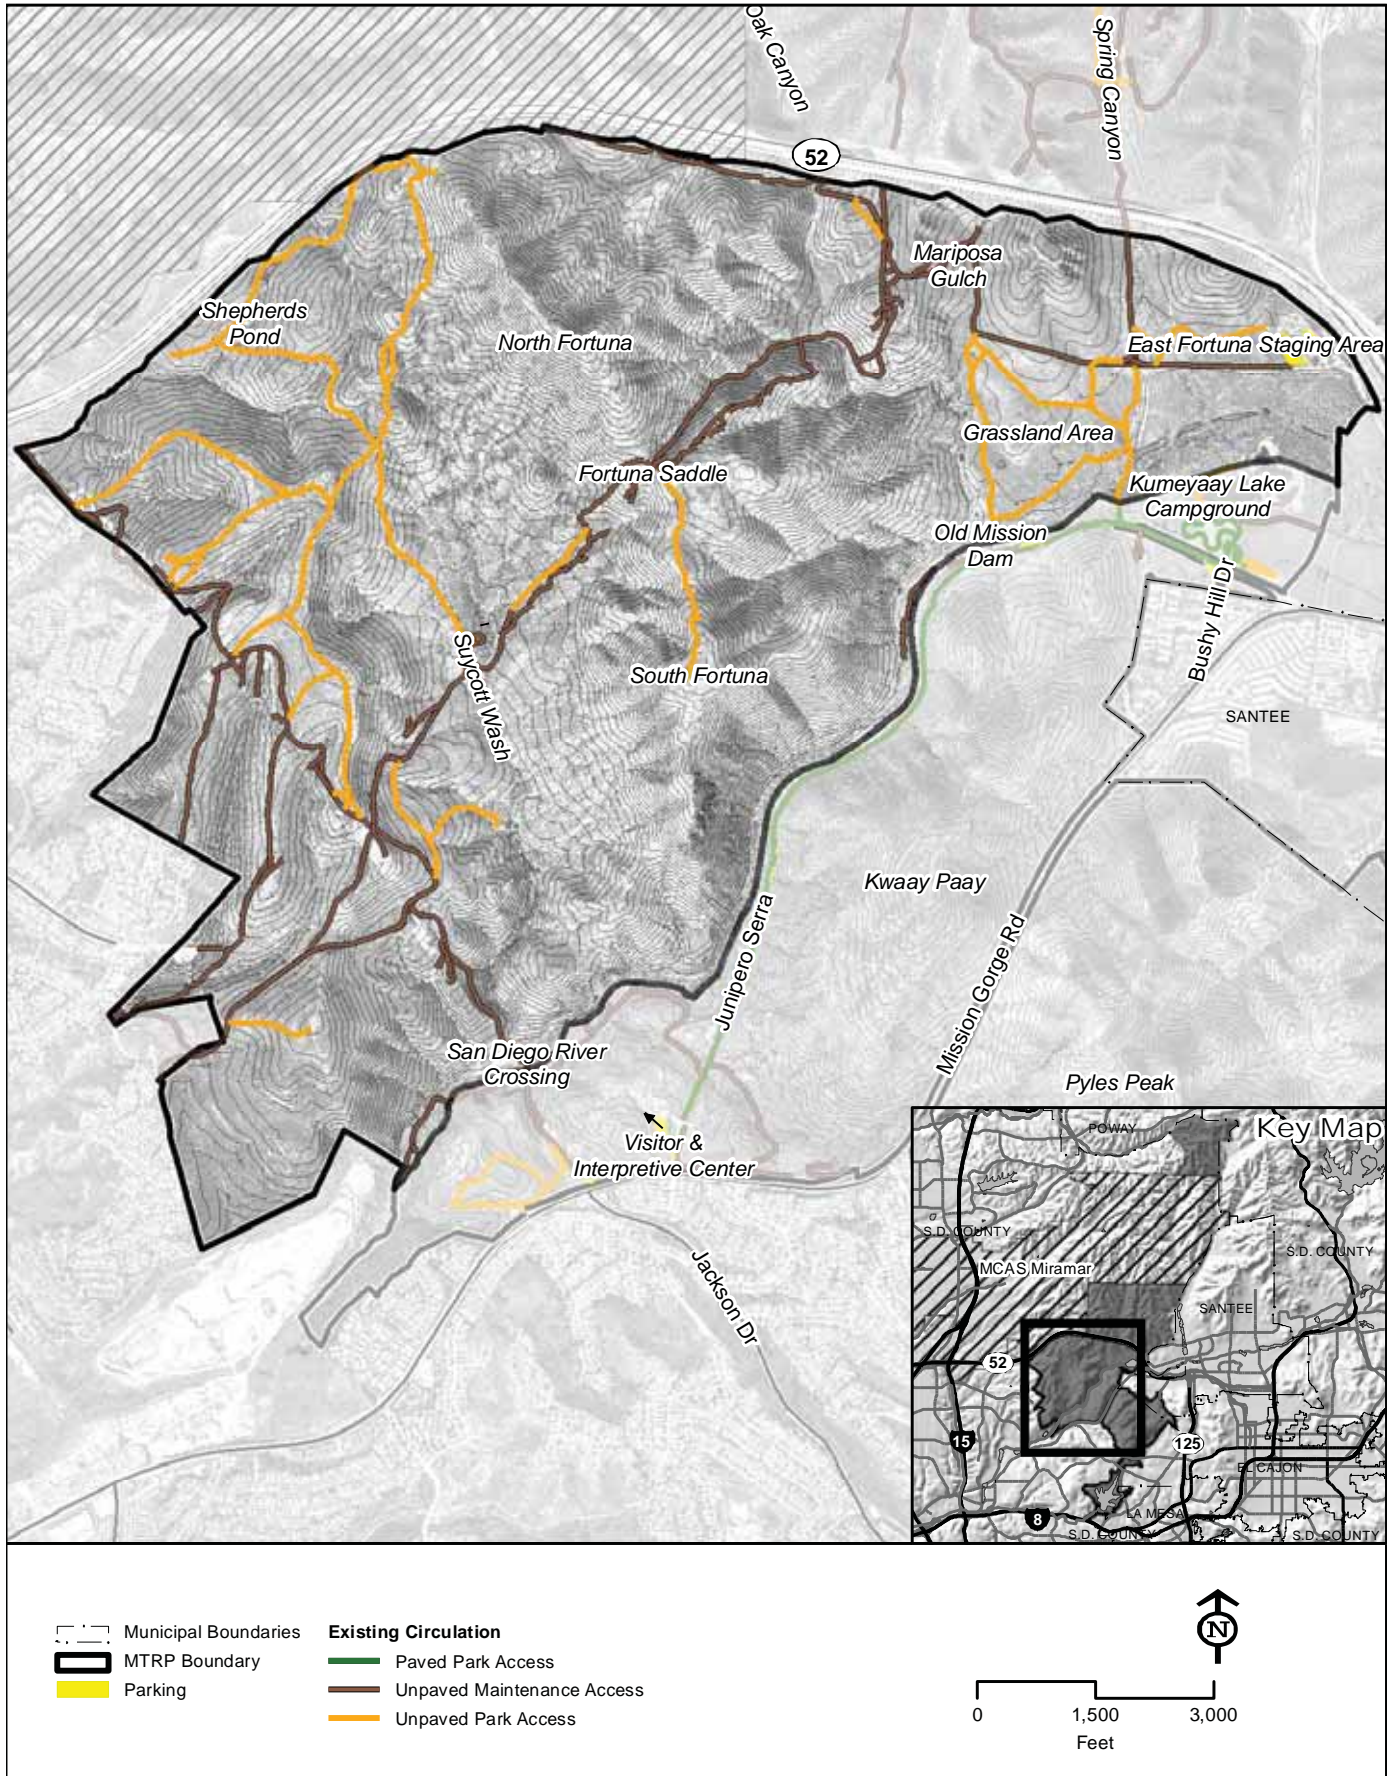 Oak Canyon
Spring Canyon
52
Mariposa
Gulch
Shepherds
Pond
North Fortuna
East Fortuna Staging Area
Grassland Area
Fortuna Saddle
Kumeyaay Lake
Campground
Old Mission
Dam
Bushy Hill Dr
Suycott Wash
South Fortuna
SANTEE
Kwaay Paay
Junipero Serra
Mission Gorge Rd
San Diego River
Crossing
Pyles Peak
Visitor &
Interpretive Center
Jackson Dr
Key Map
POWAY
S.D. COUNTY
S.D. COUNTY
MCAS Miramar
SANTEE
52
15
125
EL CAJON
8
LA MESA
S.D. COUNTY
S.D. COUNTY
Municipal Boundaries
MTRP Boundary
Parking
Existing Circulation
Paved Park Access
Unpaved Maintenance Access
Unpaved Park Access
N
0 1,500 3,000
Feet